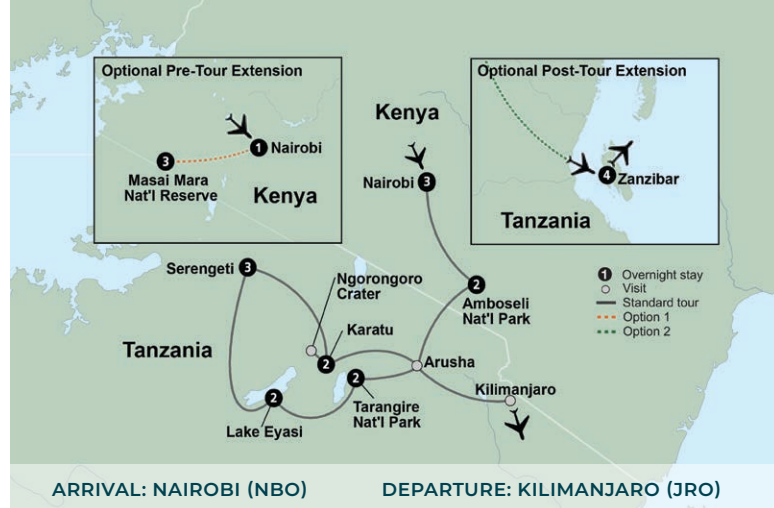 Optional Pre-Tour Extension
1
Nairobi
3
Masai Mara
Nat'l Reserve
Kenya
Kenya
Nairobi
3
Optional Post-Tour Extension
4
Zanzibar
Tanzania
Serengeti
3
Ngorongoro
Crater
Karatu
2
Tanzania
2
Amboseli
Nat'l Park
Arusha
Kilimanjaro
2
Tarangire
Nat'l Park
2
Lake Eyasi
1 Overnight stay
Visit
Standard tour
Option 1
Option 2
ARRIVAL: NAIROBI (NBO)
DEPARTURE: KILIMANJARO (JRO)